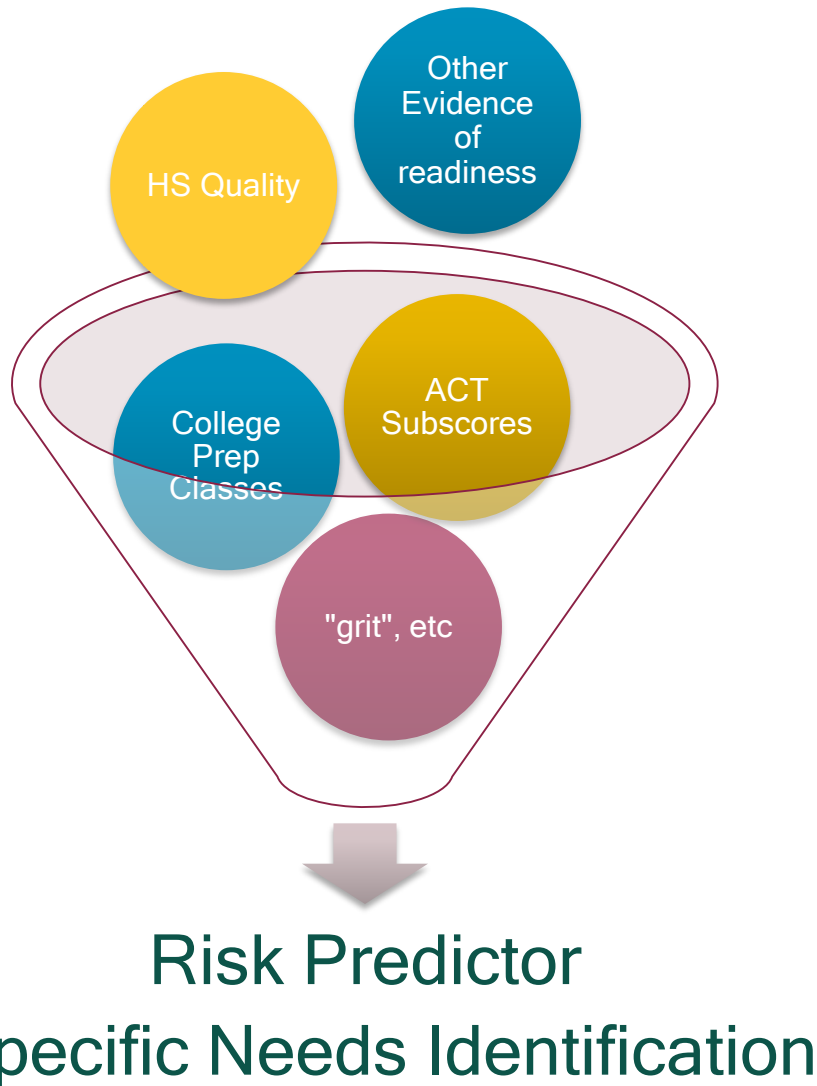 Other
Evidence
of
readiness
HS Quality
ACT
Subscores
College
Prep
Classes
"grit", etc
Risk Predictor
pecific Needs Identification